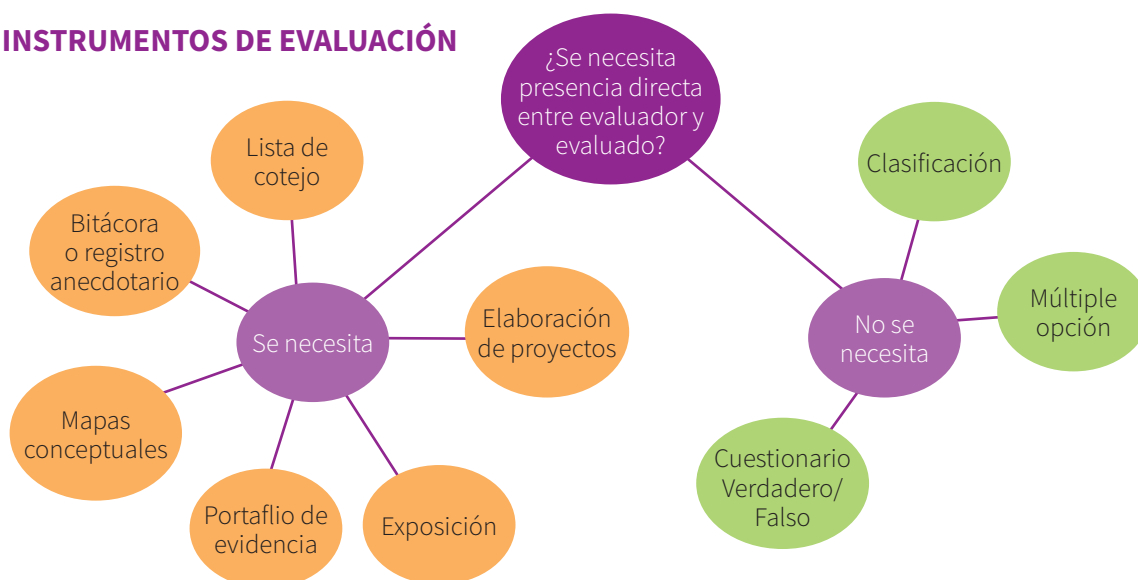 INSTRUMENTOS DE EVALUACIÓN
¿Se necesita
presencia directa
entre evaluador y
evaluado?
Lista de
cotejo
Bitácora
o registro
anecdotario
Se necesita
Elaboración
de proyectos
Mapas
conceptuales
Portaflio de
evidencia
Exposición
Clasificación
No se
necesita
Múltiple
opción
Cuestionario
Verdadero/
Falso